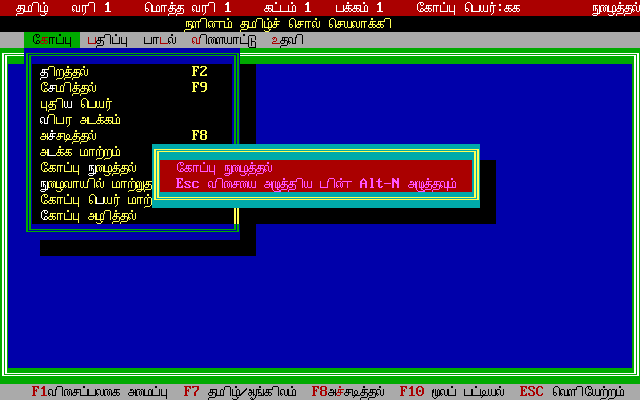 தமிழ் வரி 1 மொத்த வரி 1 கட்டம் 1 பக்கம் 1 கோப்பு பெயர்:கக நுழைத்தல்
நளினம் தமிழ்ச் சொல் செயலாக்கி
கோப்பு பதிப்பு பாடல் விளையாட்டு உதவி
திறத்தல் F2
சேமித்தல் F9
புதிய பெயர்
விபர அடக்கம்
அச்சடித்தல் F8
அடக்க மாற்றம்
கோப்பு நுழைத்தல்
நுழைவாயில் மாற்றுத
கோப்பு பெயர் மாற்
கோப்பு அழித்தல்
கோப்பு நுழைத்தல்
Esc விசையை அழுத்திய பின் Alt-N அழுத்தவும்
F1விசைப்பலகை அமைப்பு F7 தமிழ்/ஆங்கிலம் F8அச்சடித்தல் F10 மூலப் பட்டியல் ESC வெளியேற்றம்